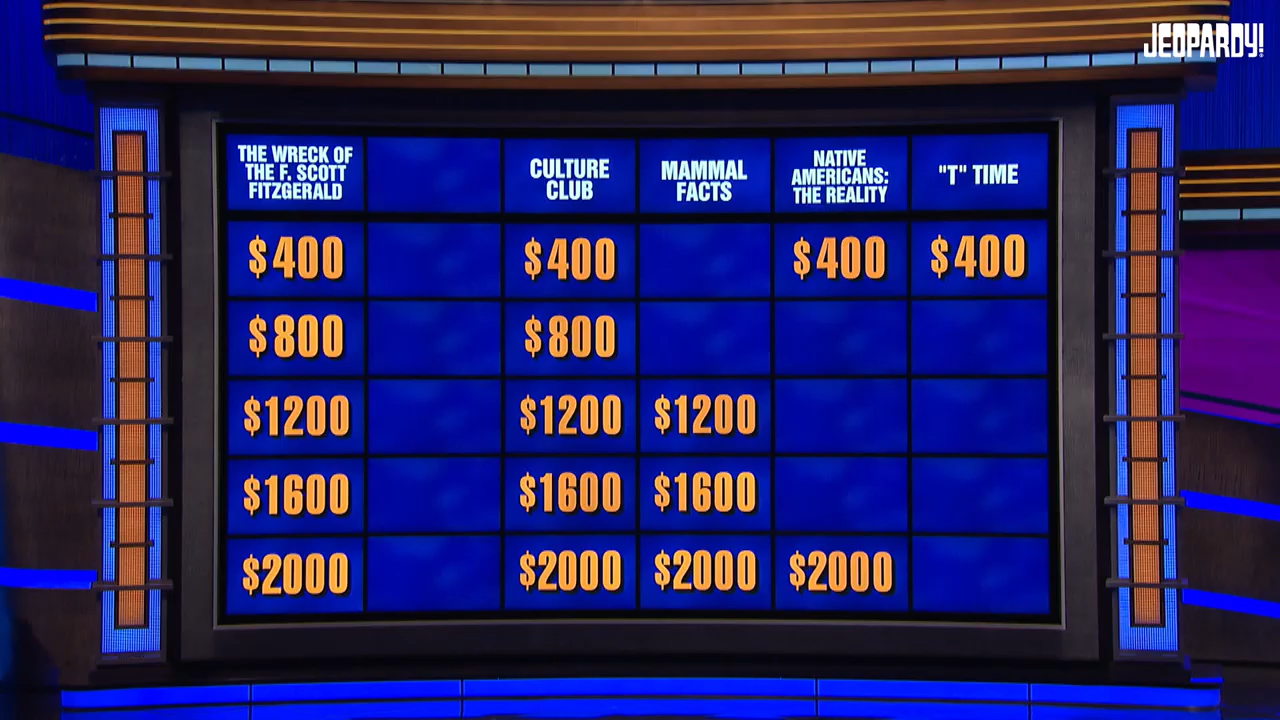 JEOPARDY!
THE WRECK OF
THE F. SCOTT
FITZGERALD
CULTURE
CLUB
MAMMAL
FACTS
NATIVE
AMERICANS:
THE REALITY
"T" TIME
$400 $400 $400 $400
$800 $800
$1200 $1200 $1200
$1600 $1600 $1600
$2000 $2000 $2000 $2000